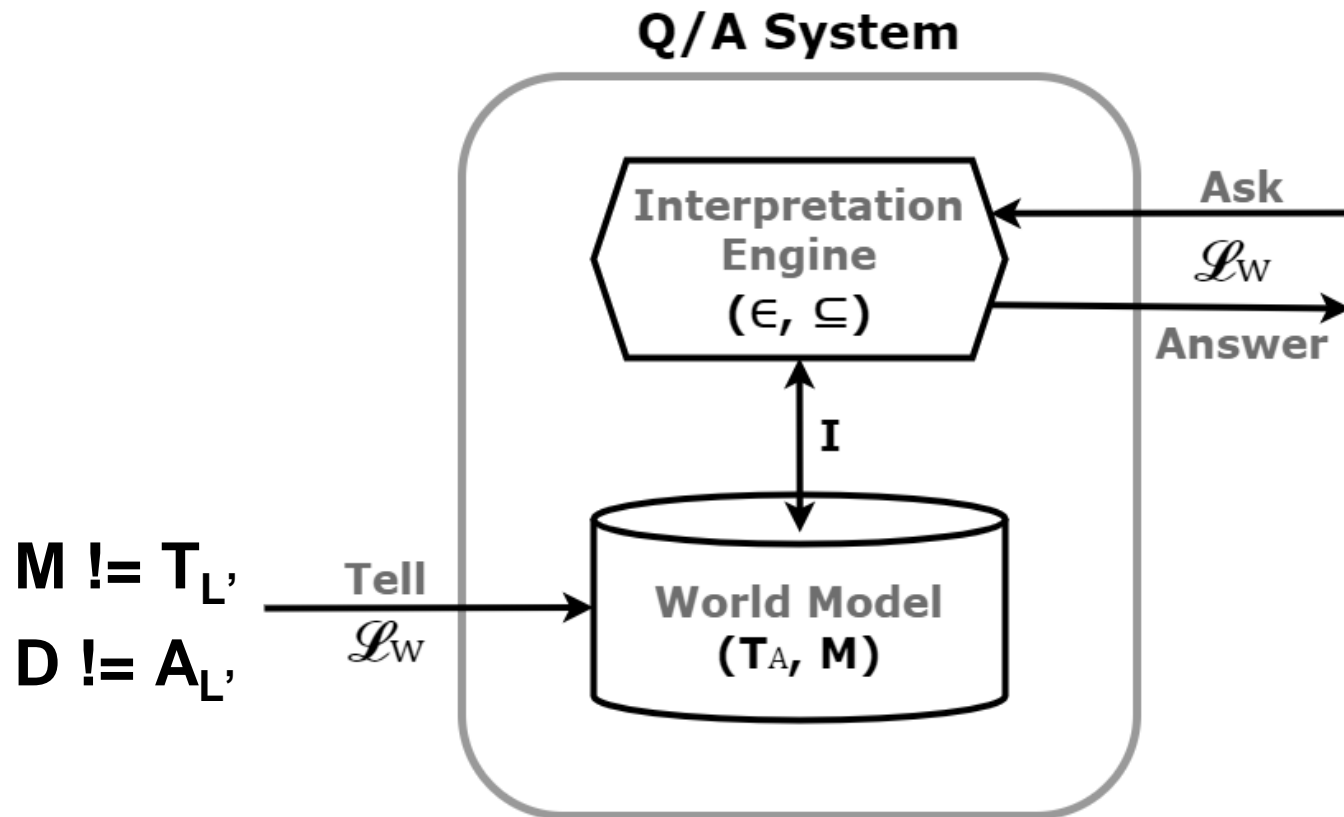 Q/A System
Interpretation
Engine
(∈, ⊆)
Ask
ℒW
Answer
I
M != TL’
D != AL’
Tell
ℒW
World Model
(TA, M)